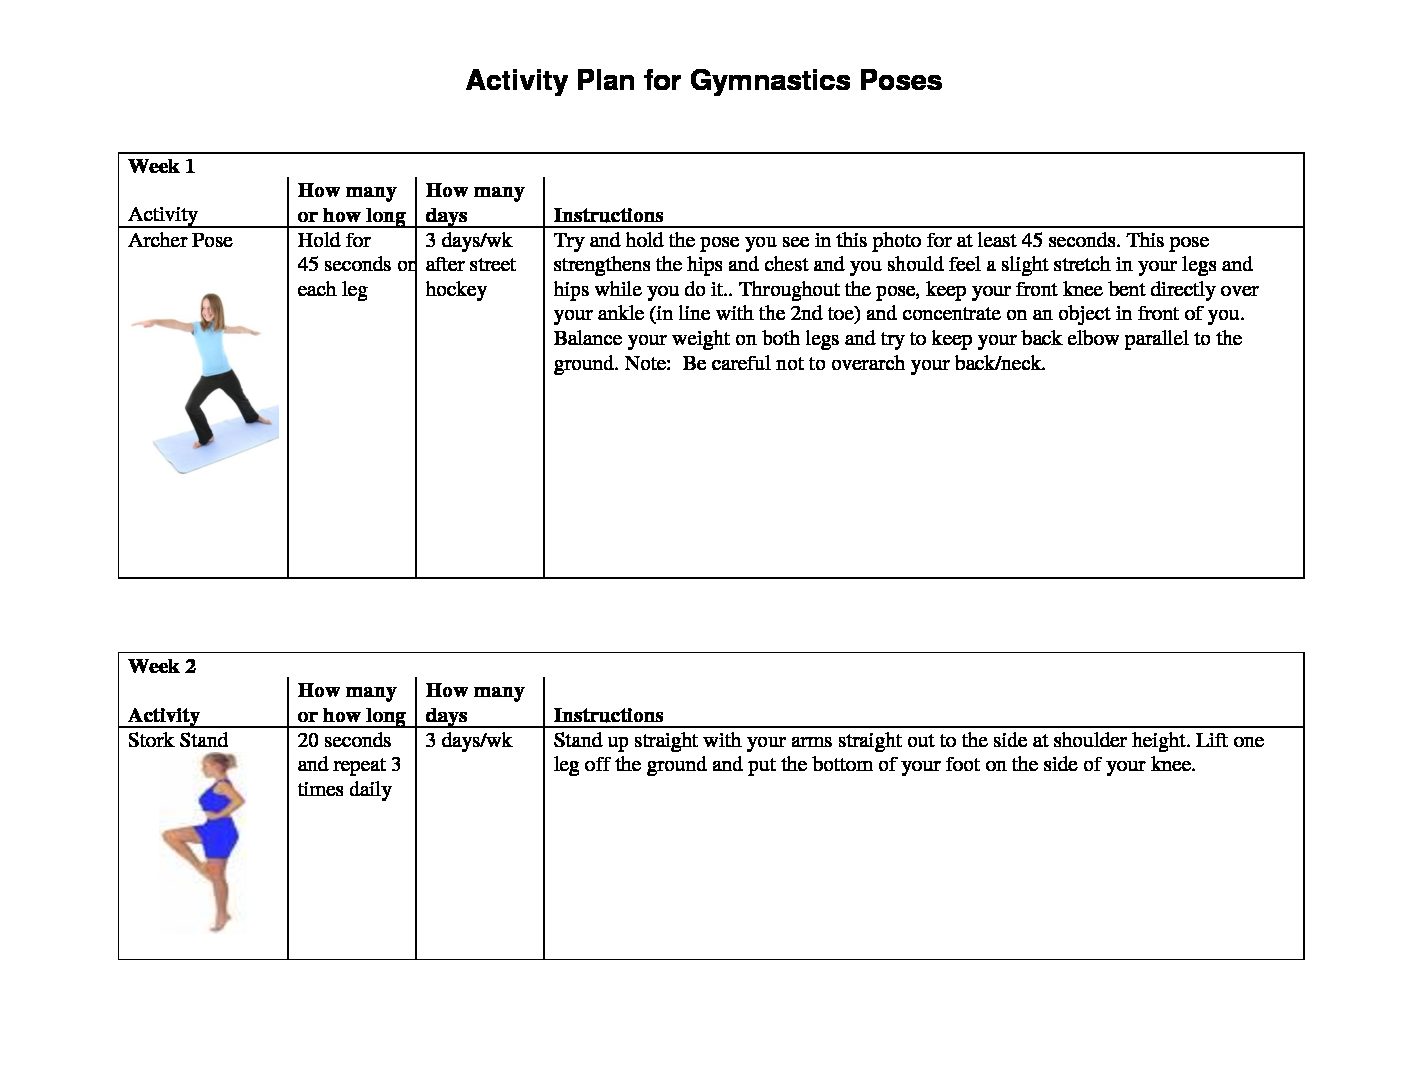 Activity Plan for Gymnastics Poses
Week 1
How many How many
Activity or how long days Instructions
Archer Pose Hold for 3 days/wk Try and hold the pose you see in this photo for at least 45 seconds. This pose
45 seconds on after street strengthens the hips and chest and you should feel a slight stretch in your legs and
each leg hockey hips while you do it.. Throughout the pose, keep your front knee bent directly over
your ankle (in line with the 2nd toe) and concentrate on an object in front of you.
Balance your weight on both legs and try to keep your back elbow parallel to the
ground. Note:  Be careful not to overarch your back/neck.
Week 2
How many How many
Activity or how long days Instructions
Stork Stand 20 seconds 3 days/wk Stand up straight with your arms straight out to the side at shoulder height. Lift one
and repeat 3 leg off the ground and put the bottom of your foot on the side of your knee.
times daily